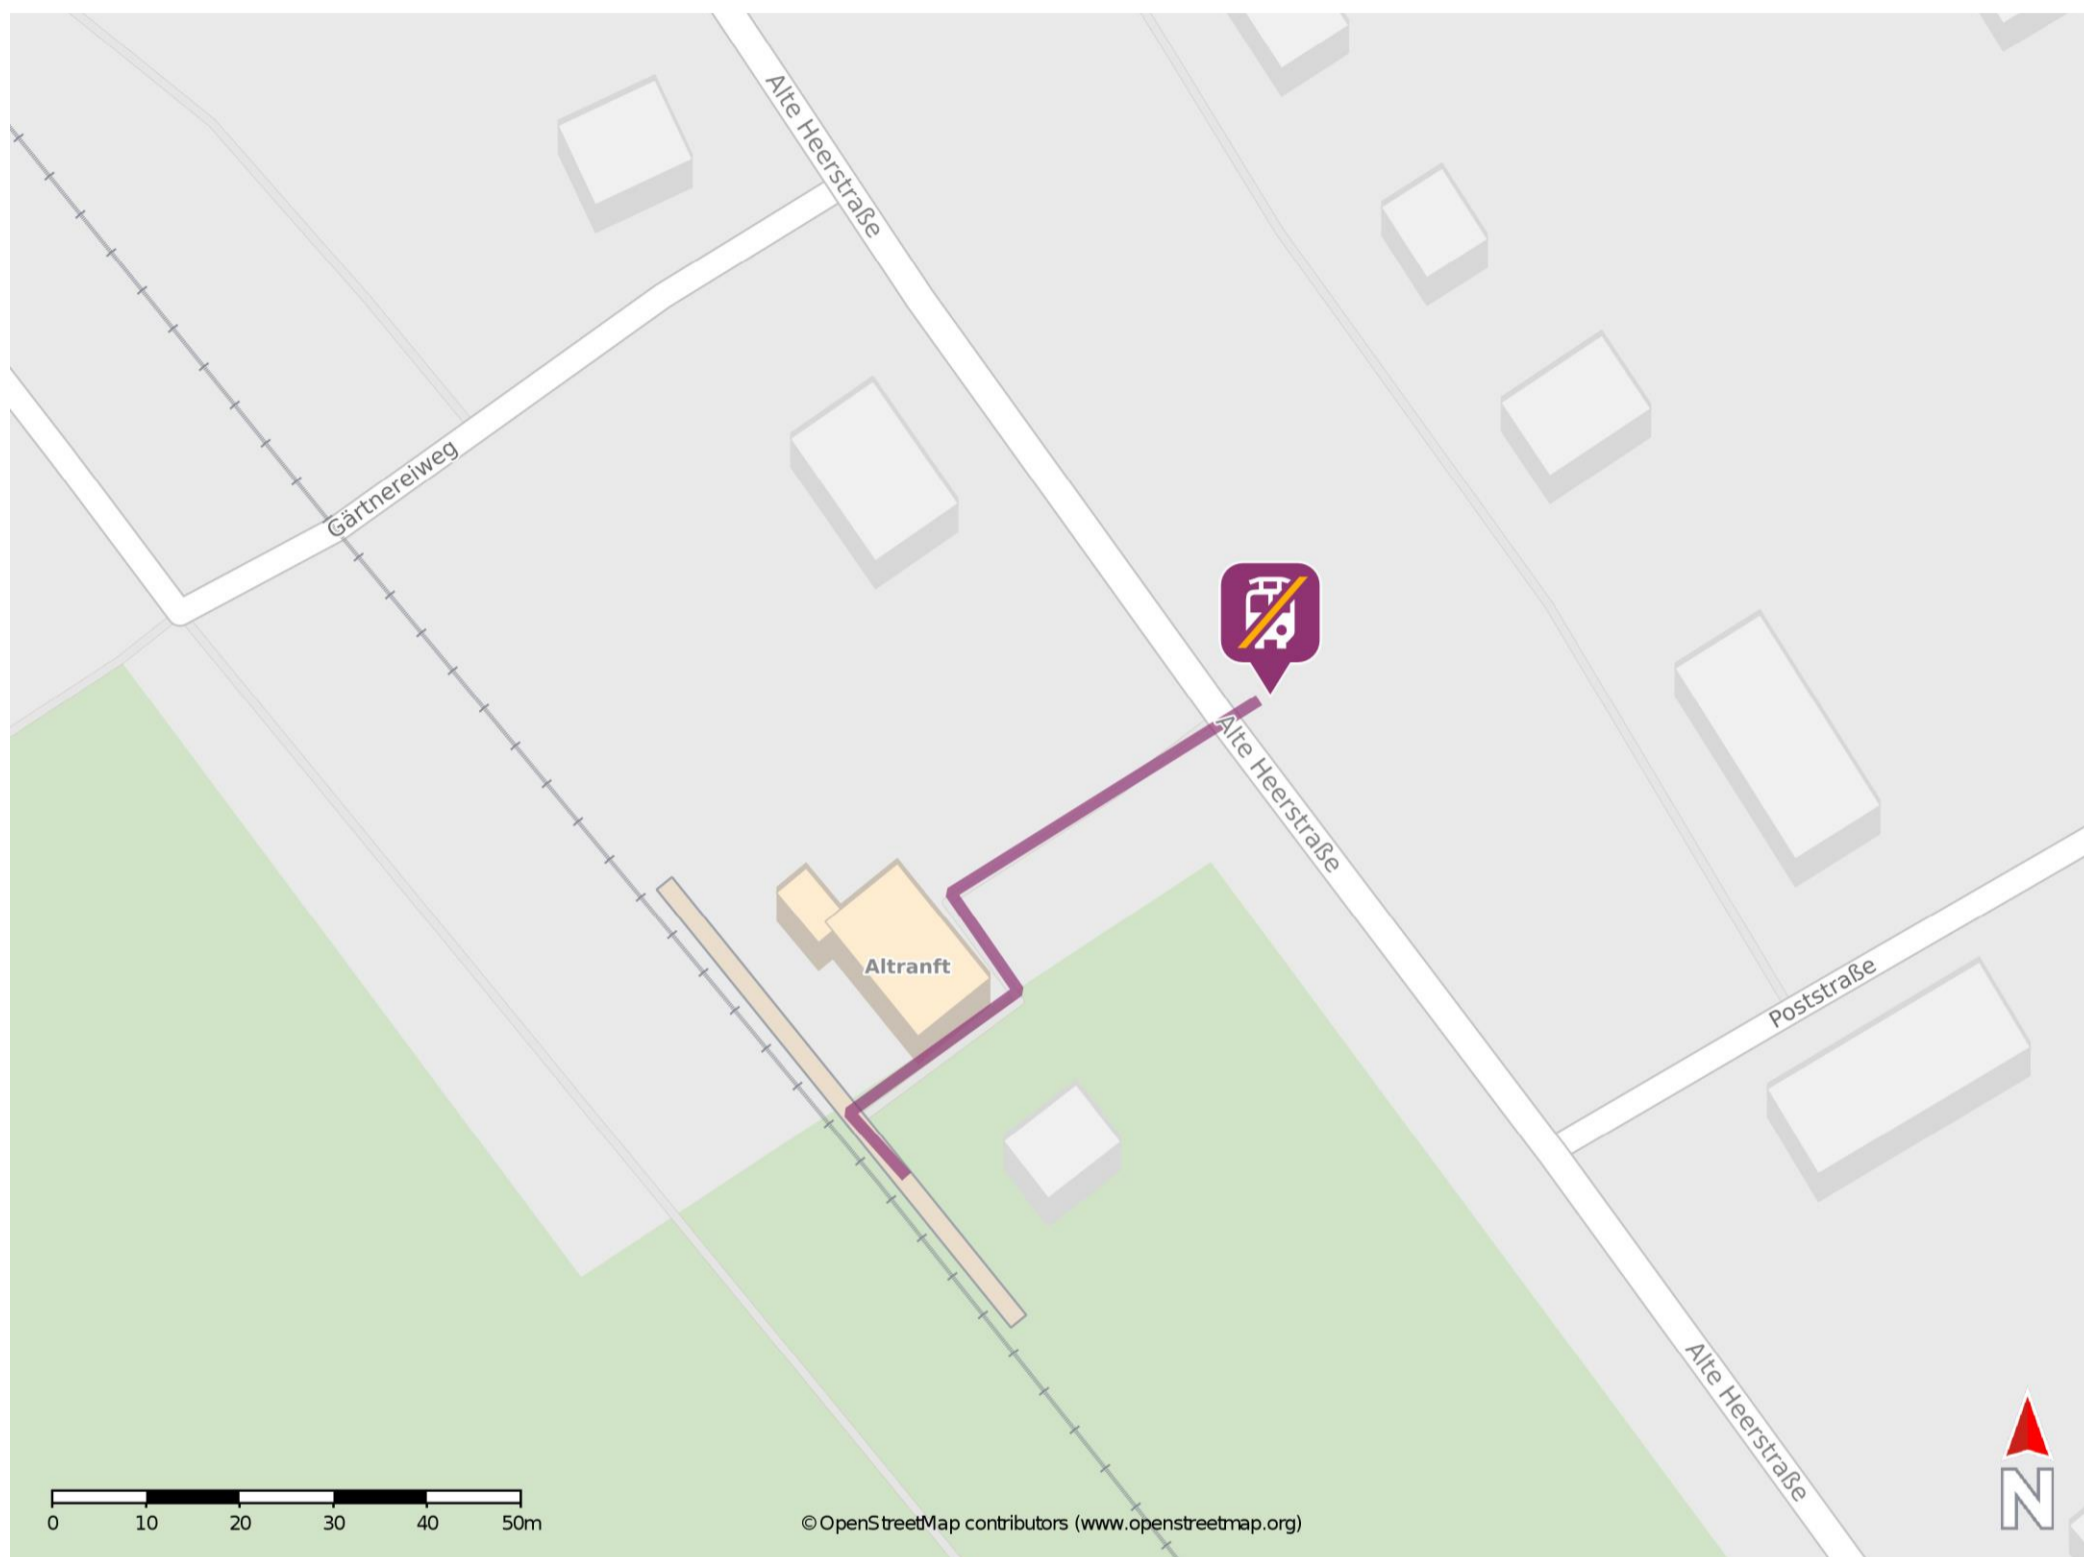 Alte Heerstraße
Gärtnereiweg
Alte Heerstraße
Altranft
Poststraße
Alte Heerstraße
0 10 20 30 40 50m
© OpenStreetMap contributors (www.openstreetmap.org)
N